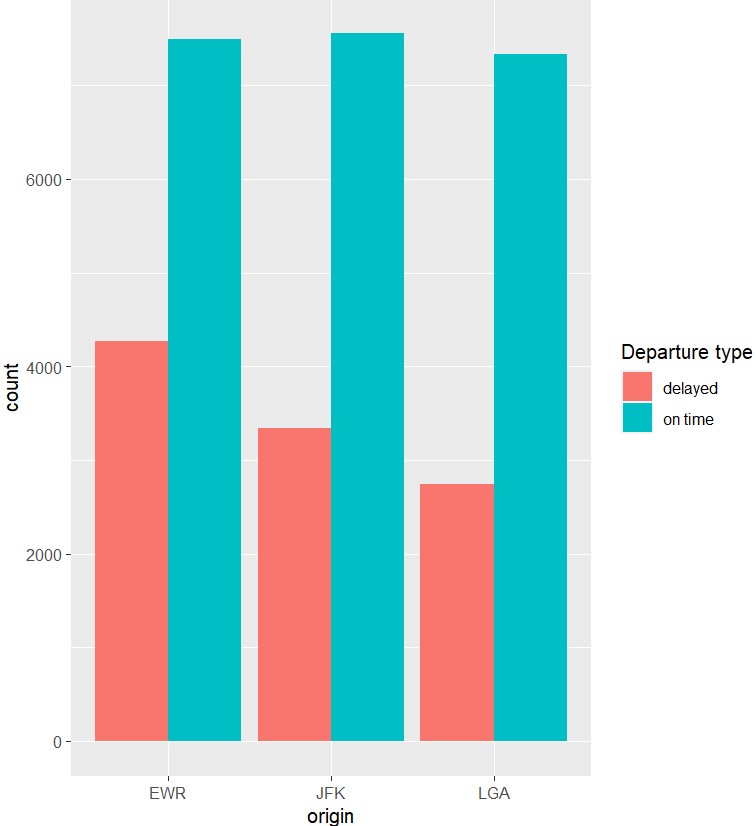 6000
4000
2000
0
count
EWR JFK LGA
origin
Departure type
delayed
on time